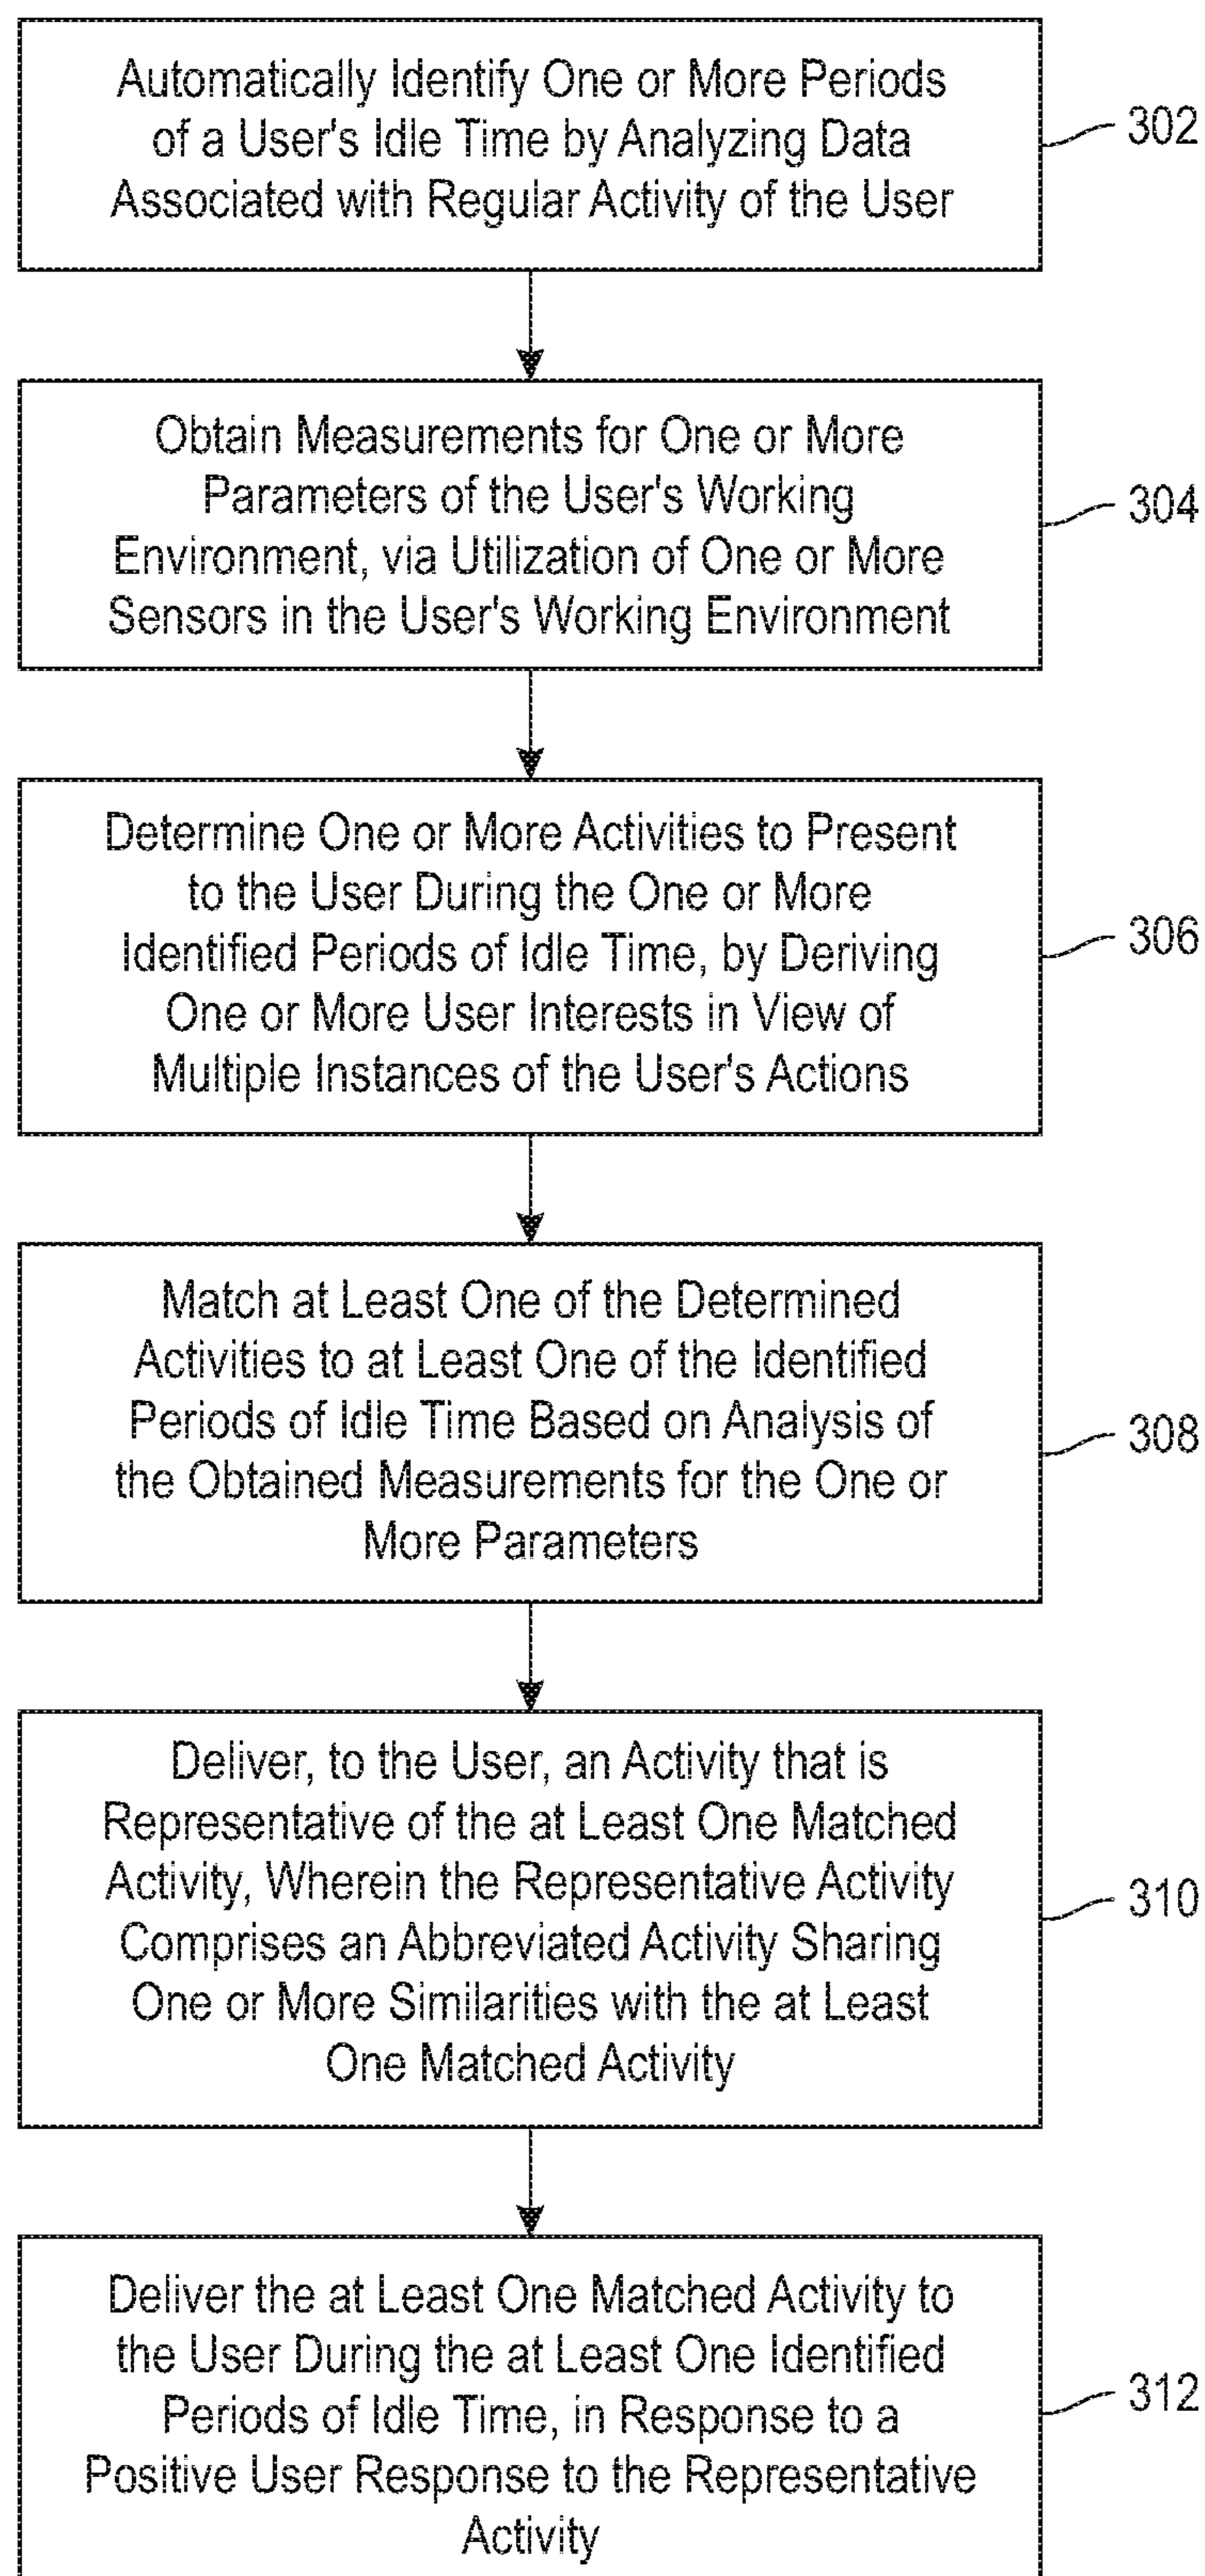 Automatically Identify One or More Periods
of a User's Idle Time by Analyzing Data
Associated with Regular Activity of the User
302
Obtain Measurements for One or More
Parameters of the User's Working
Environment, via Utilization of One or More
Sensors in the User's Working Environment
304
Determine One or More Activities to Present
to the User During the One or More
Identified Periods of Idle Time, by Deriving
One or More User Interests in View of
Multiple Instances of the User's Actions
306
Match at Least One of the Determined
Activities to at Least One of the Identified
Periods of Idle Time Based on Analysis of
the Obtained Measurements for the One or
More Parameters
308
Deliver, to the User, an Activity that is
Representative of the at Least One Matched
Activity, Wherein the Representative Activity
Comprises an Abbreviated Activity Sharing
One or More Similarities with the at Least
One Matched Activity
310
Deliver the at Least One Matched Activity to
the User During the at Least One Identified
Periods of Idle Time, in Response to a
Positive User Response to the Representative
Activity
312